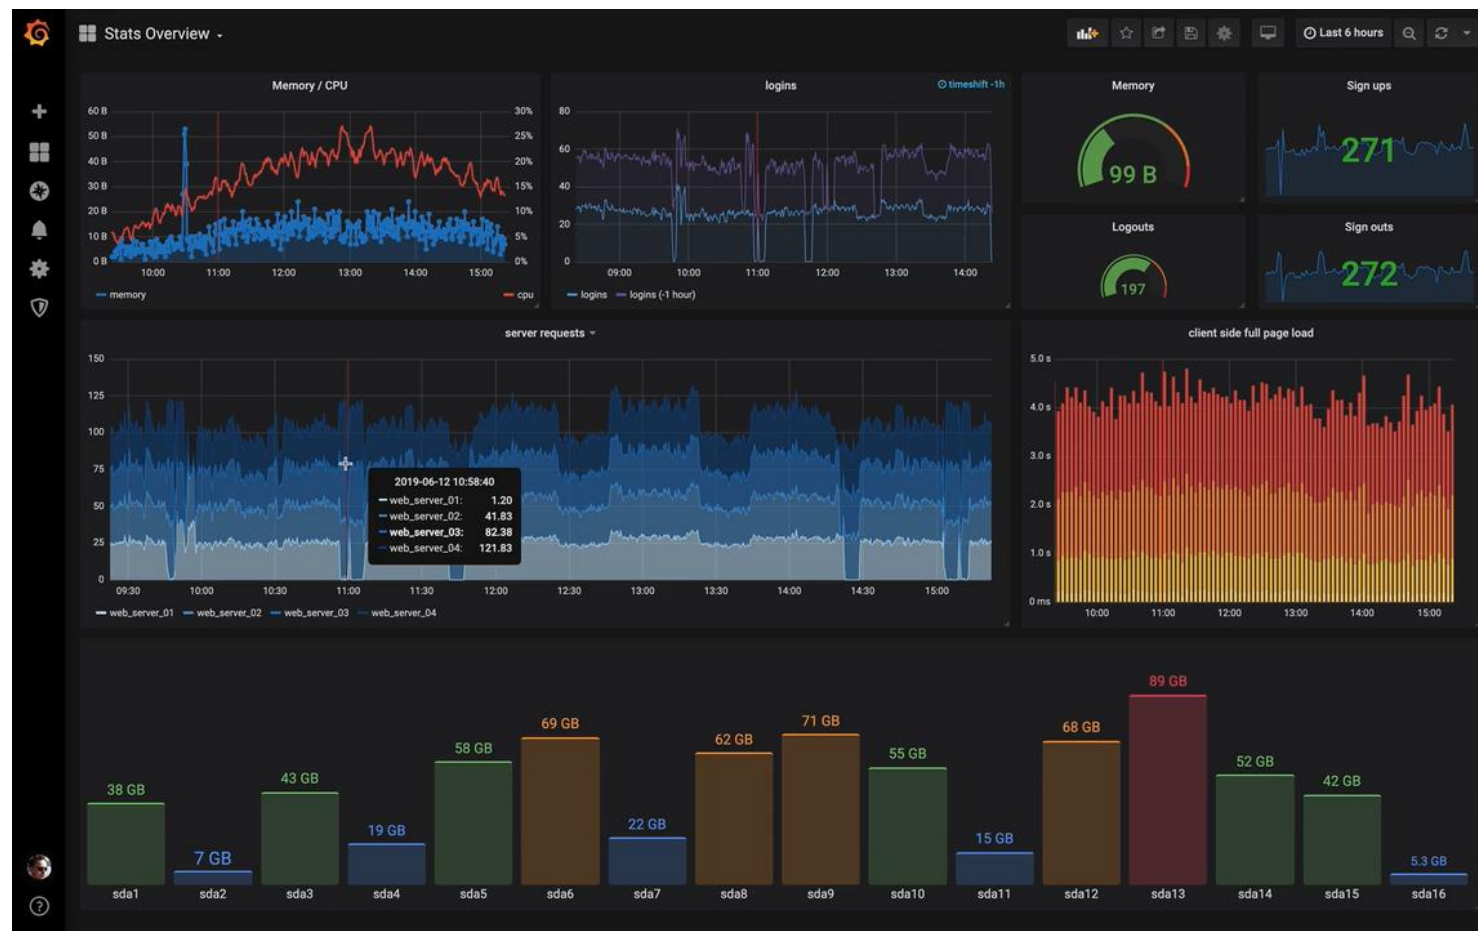 Stats Overview
Last 6 hours
Memory / CPU
60 B
50 B
40 B
30 B
20 B
10 B
0 B
30%
25%
20%
15%
10%
5%
0%
10:00 11:00 12:00 13:00 14:00 15:00
memory
cpu
logins
timeshift -1h
80
60
40
20
0
09:00 10:00 11:00 12:00 13:00 14:00
logins logins (-1 hour)
Memory
99 B
Sign ups
271
Logouts
197
Sign outs
272
server requests
150
125
100
75
50
25
0
2019-06-12 10:58:40
web_server_01: 1.20
web_server_02: 41.83
web_server_03: 82.38
web_server_04: 121.83
09:30 10:00 10:30 11:00 11:30 12:00 12:30 13:00 13:30 14:00 14:30 15:00
web_server_01 web_server_02 web_server_03 web_server_04
client side full page load
5.0 s
4.0 s
3.0 s
2.0 s
1.0 s
0 ms
10:00 11:00 12:00 13:00 14:00 15:00
38 GB
7 GB
43 GB
19 GB
58 GB
69 GB
22 GB
62 GB
71 GB
55 GB
15 GB
68 GB
89 GB
52 GB
42 GB
5.3 GB
sda1 sda2 sda3 sda4 sda5 sda6 sda7 sda8 sda9 sda10 sda11 sda12 sda13 sda14 sda15 sda16